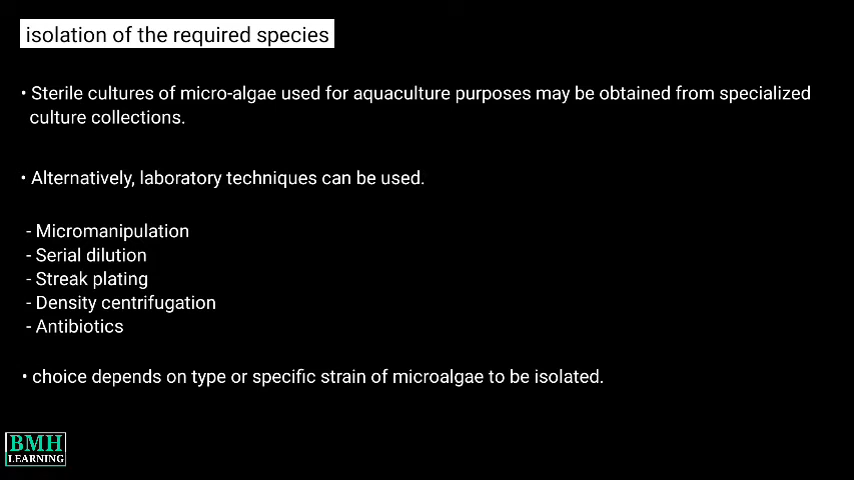 isolation of the required species
• Sterile cultures of micro-algae used for aquaculture purposes may be obtained from specialized
culture collections.
• Alternatively, laboratory techniques can be used.
- Micromanipulation
- Serial dilution
- Streak plating
- Density centrifugation
- Antibiotics
• choice depends on type or specific strain of microalgae to be isolated.
BMH
LEARNING